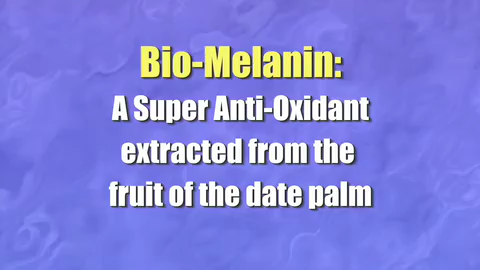 Bio-Melanin:
A Super Anti-Oxidant
extracted from the
fruit of the date palm